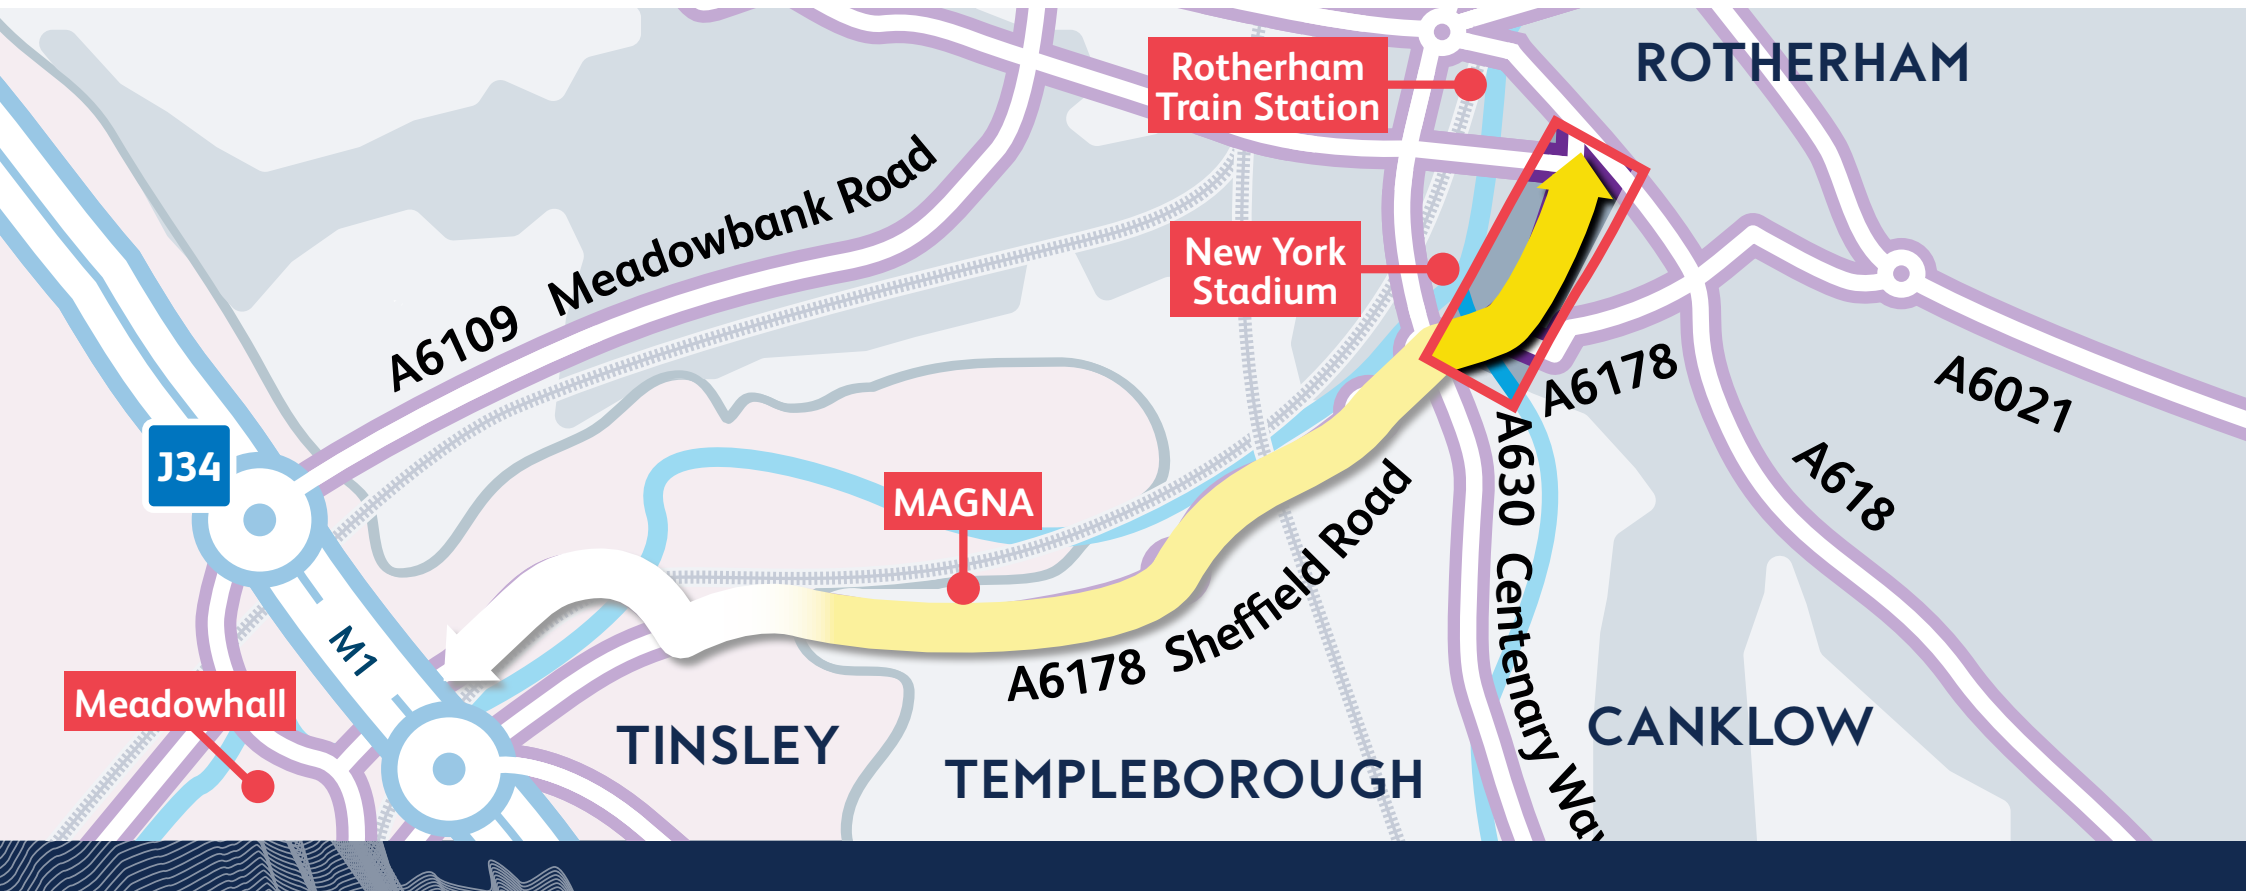 ROTHERHAM
Rotherham
Train Station
A6109 Meadowbank Road
New York
Stadium
A6178
A6021
J34
A618
MAGNA
A630 Centenary Way
A6178 Sheffield Road
M1
Meadowhall
TINSLEY
CANKLOW
TEMPLEBOROUGH